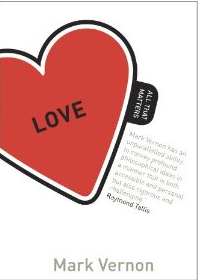 LOVE
ALL THAT
MATTERS
Mark Vernon has an
unparalleled ability
to convey profound
philosophical ideas in
a manner that is both
accessible and personal
but also rigorous and
challenging.
Raymond Tallis
Mark Vernon